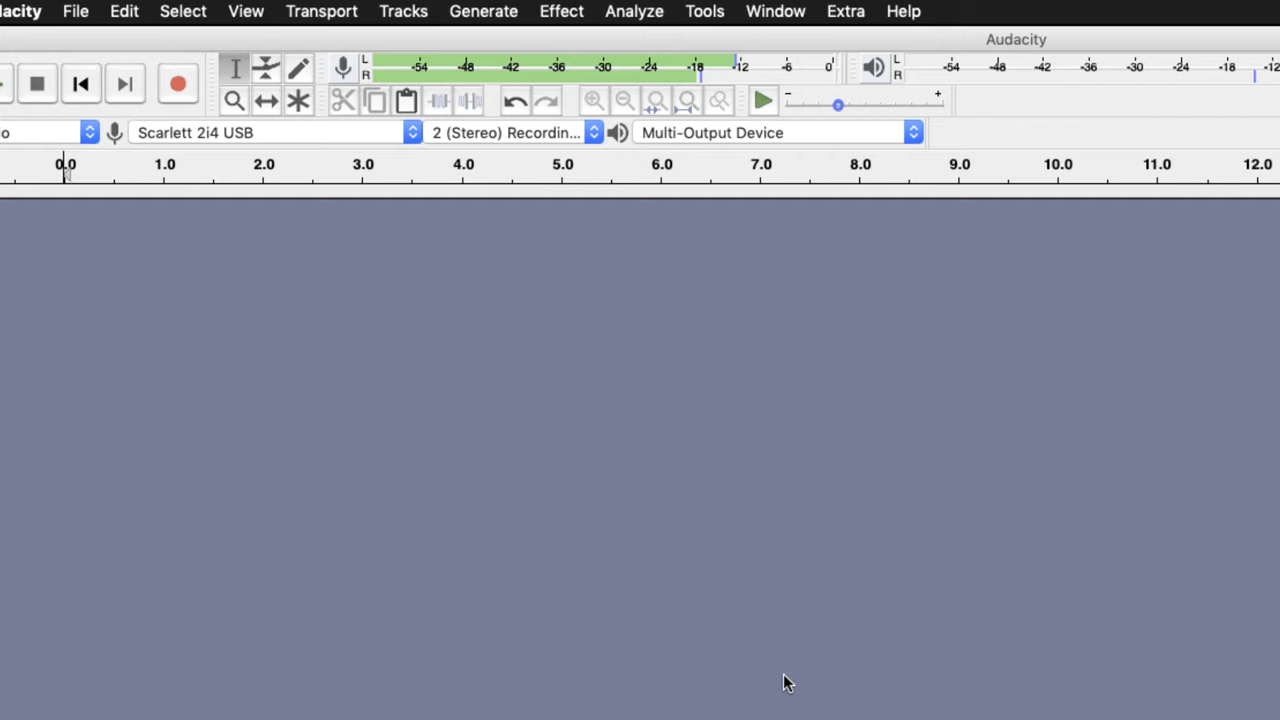 lacity File Edit Select View Transport Tracks Generate Effect Analyze Tools Window Extra Help
Audacity
L -54 -48 -42 -36 -30 -24 -18 -12 -6 0 L -54 -48 -42 -36 -30 -24 -18 -12
R R
- +
io Scarlett 2i4 USB 2 (Stereo) Recordin... Multi-Output Device
0.0 1.0 2.0 3.0 4.0 5.0 6.0 7.0 8.0 9.0 10.0 11.0 12.0